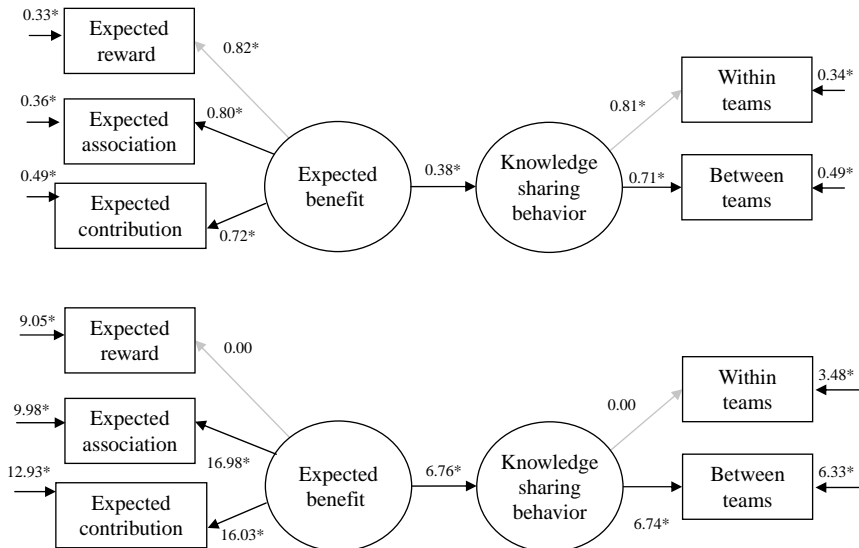 0.33*
Expected
reward
0.82*
0.36*
Expected
association
0.80*
0.49*
Expected
contribution
0.72*
Expected
benefit
0.38*
Knowledge
sharing
behavior
0.81*
Within
teams
0.34*
0.71*
Between
teams
0.49*
9.05*
Expected
reward
0.00
9.98*
Expected
association
16.98*
12.93*
Expected
contribution
16.03*
Expected
benefit
6.76*
Knowledge
sharing
behavior
0.00
Within
teams
3.48*
6.74*
Between
teams
6.33*